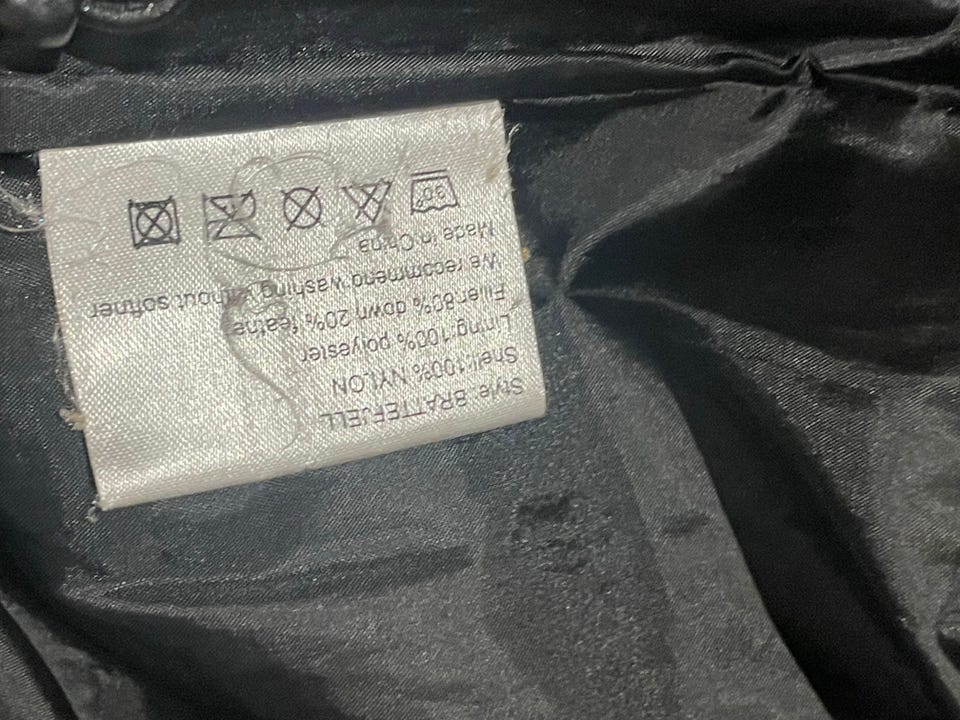 Style: BRATTEFJELL
Shell:100% NYLON
Lining:100% polyester
Filler:80% down 20% feathe
We recommend washing without softner
Made in China
30